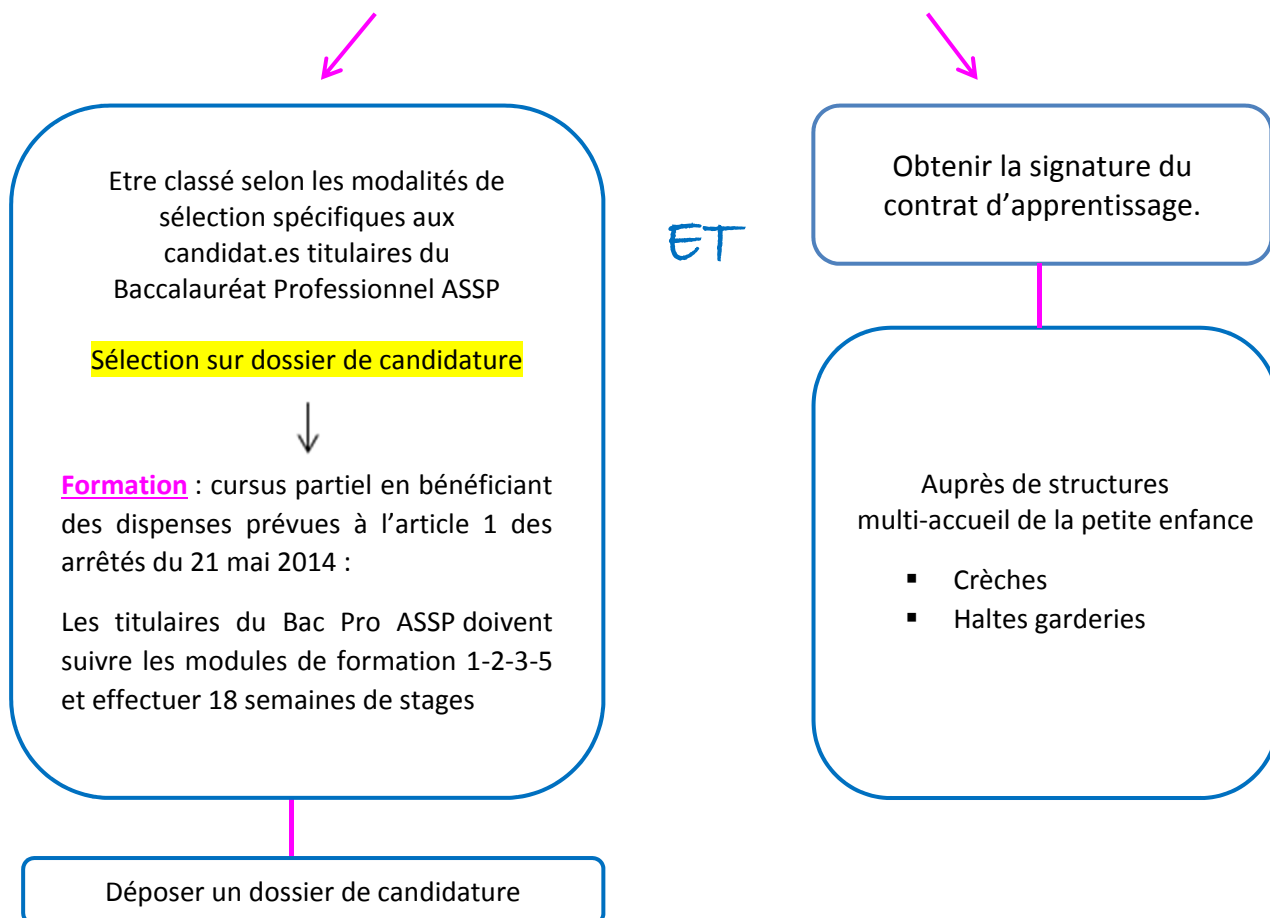 Etre classé selon les modalités de
sélection spécifiques aux
candidat.es titulaires du
Baccalauréat Professionnel ASSP
Sélection sur dossier de candidature
Formation : cursus partiel en bénéficiant
des dispenses prévues à l’article 1 des
arrêtés du 21 mai 2014 :
Les titulaires du Bac Pro ASSP doivent
suivre les modules de formation 1-2-3-5
et effectuer 18 semaines de stages
Déposer un dossier de candidature
ET
Obtenir la signature du
contrat d’apprentissage.
Auprès de structures
multi-accueil de la petite enfance
▪ Crèches
▪ Haltes garderies